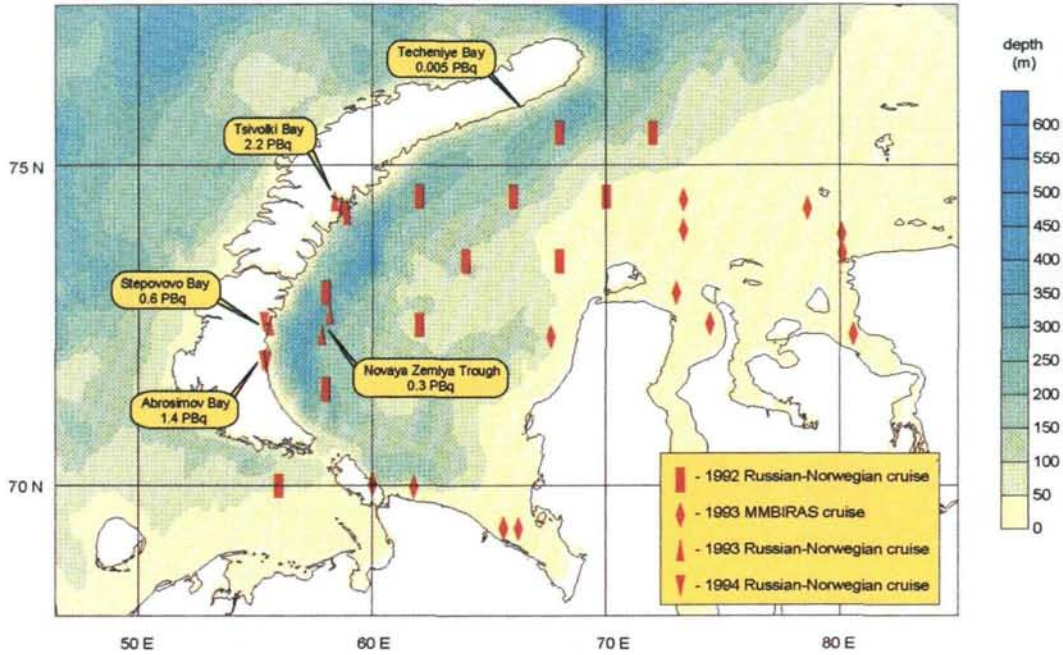 Techeniye Bay
0.005 PBq
depth
(m)
Tsivolki Bay
2.2 PBq
600
550
500
450
400
350
300
250
200
150
100
50
0
75 N
Stepovovo Bay
0.6 PBq
Novaya Zemlya Trough
0.3 PBq
Abrosimov Bay
1.4 PBq
70 N
- 1992 Russian-Norwegian cruise
- 1993 MMBIRAS cruise
- 1993 Russian-Norwegian cruise
- 1994 Russian-Norwegian cruise
50 E
60 E
70 E
80 E